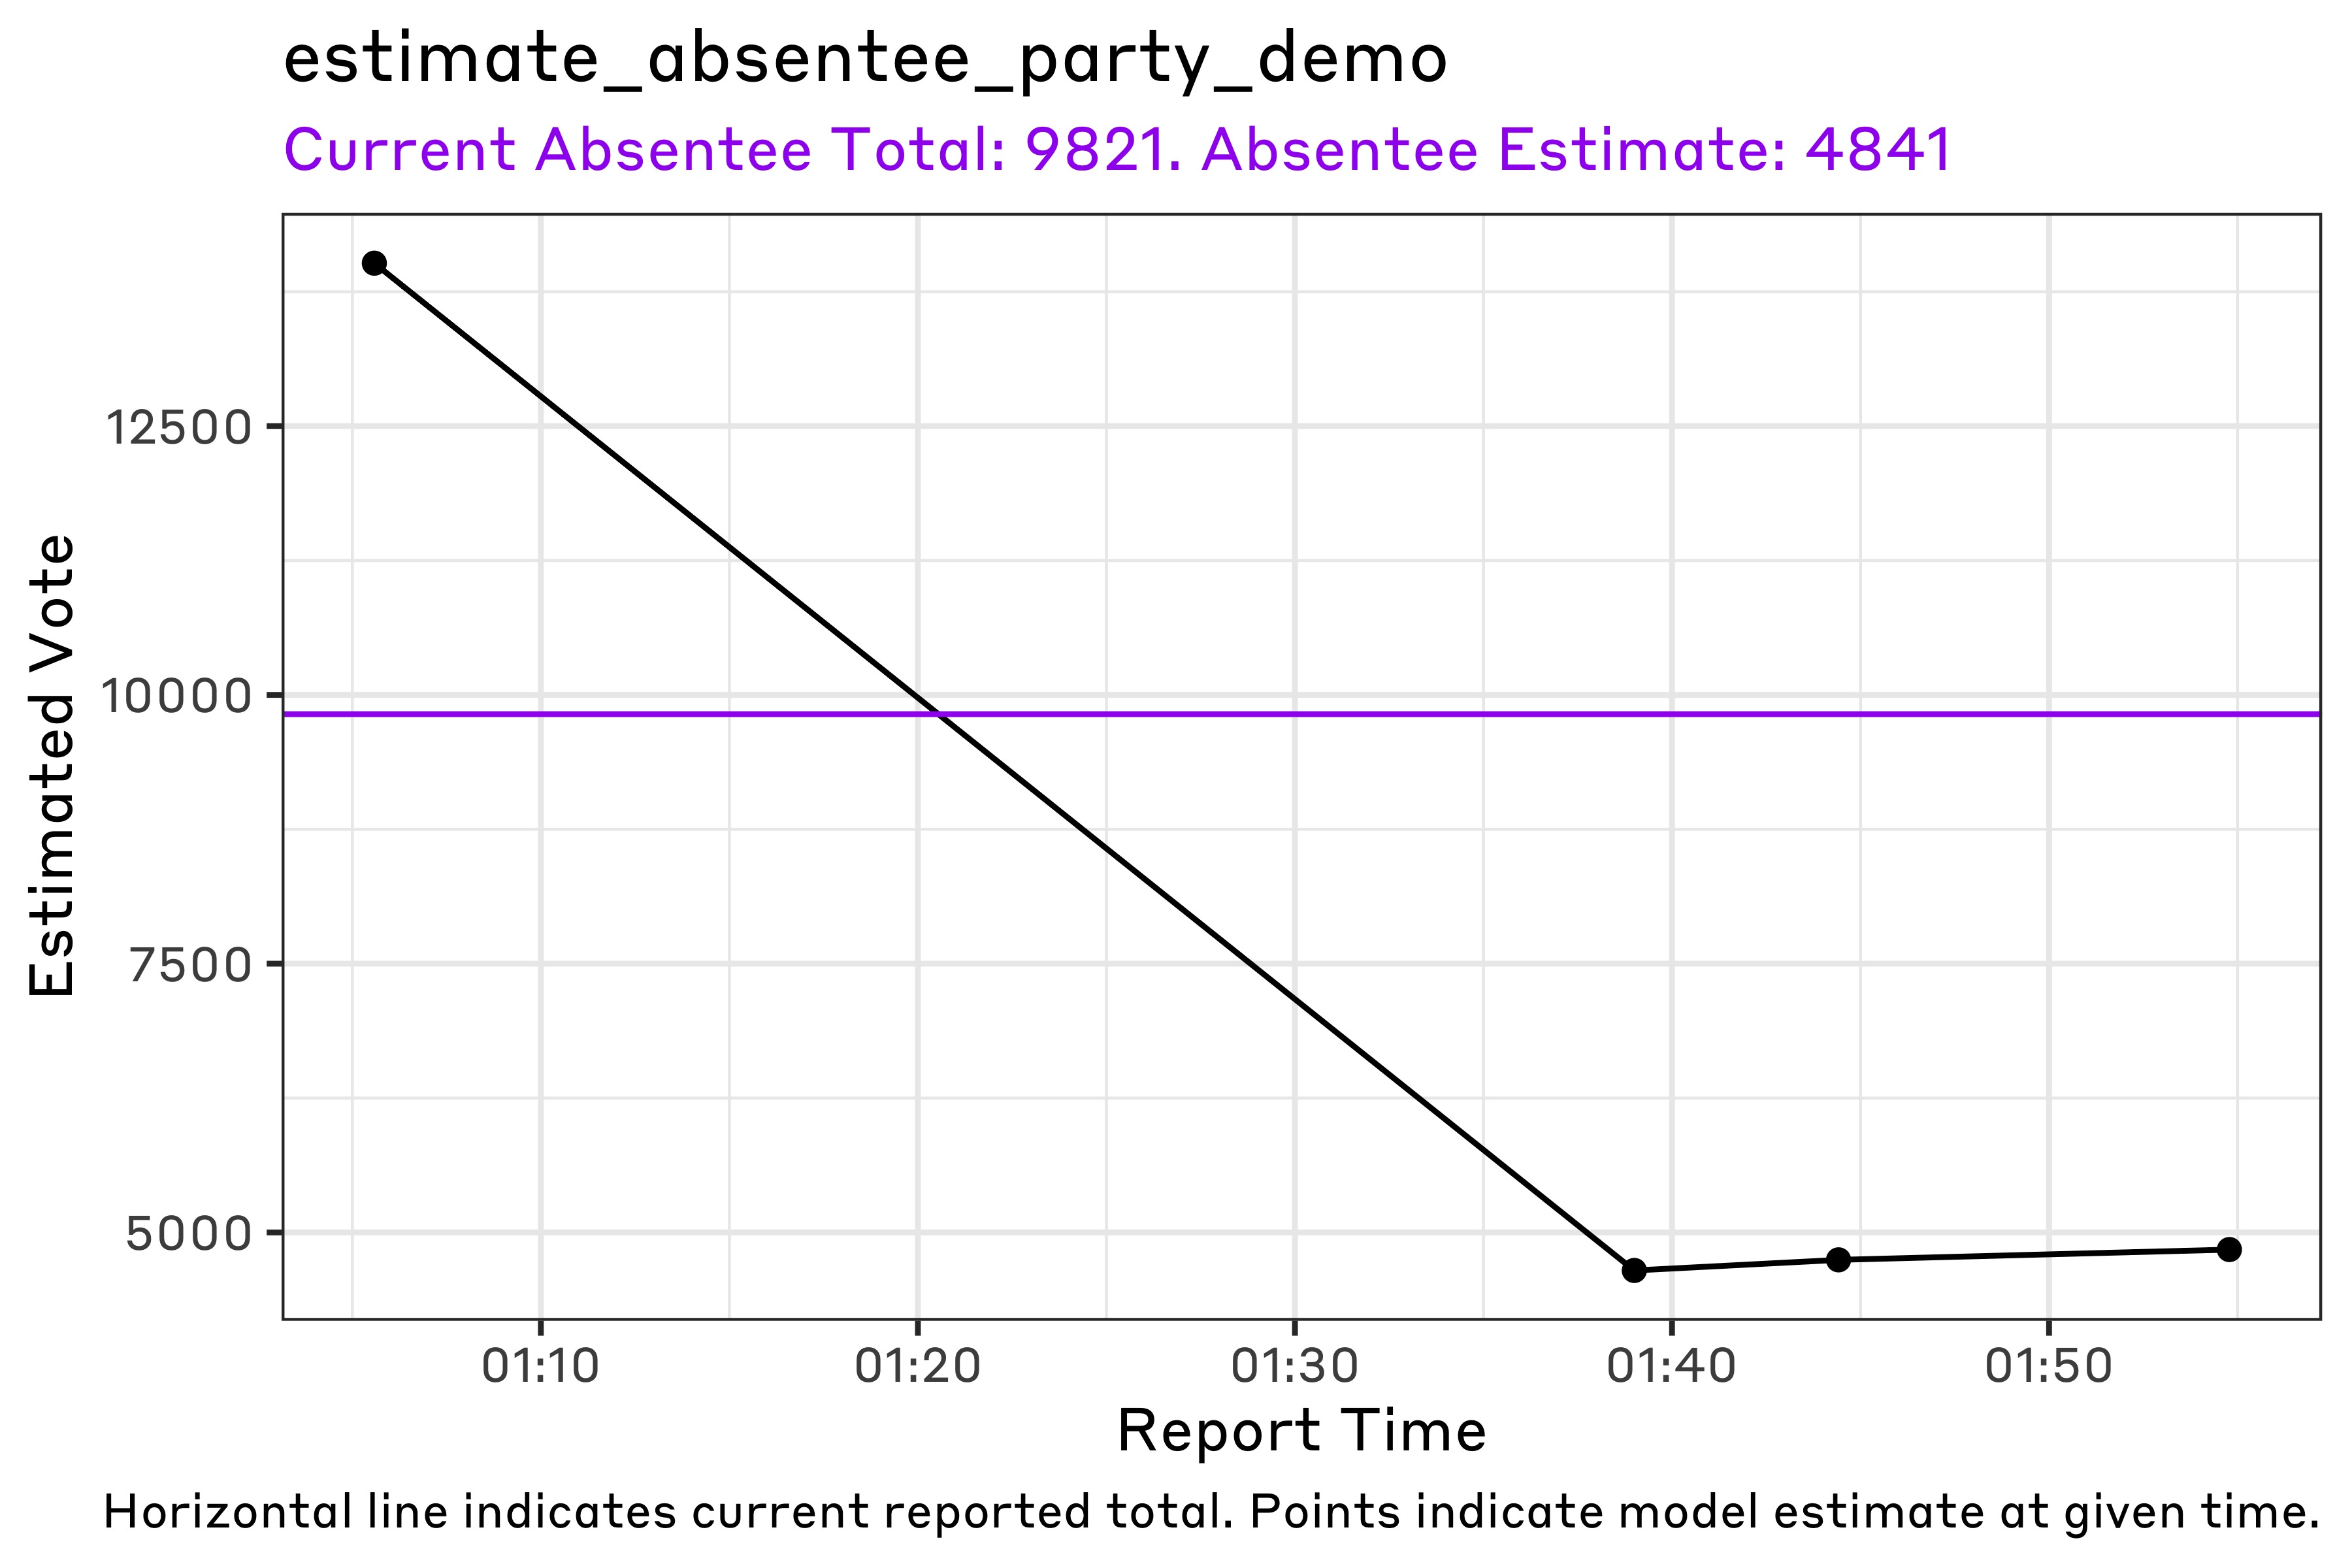 estimate_absentee_party_demo
Current Absentee Total: 9821. Absentee Estimate: 4841
Estimated Vote
12500
10000
7500
5000
01:10 01:20 01:30 01:40 01:50
Report Time
Horizontal line indicates current reported total. Points indicate model estimate at given time.